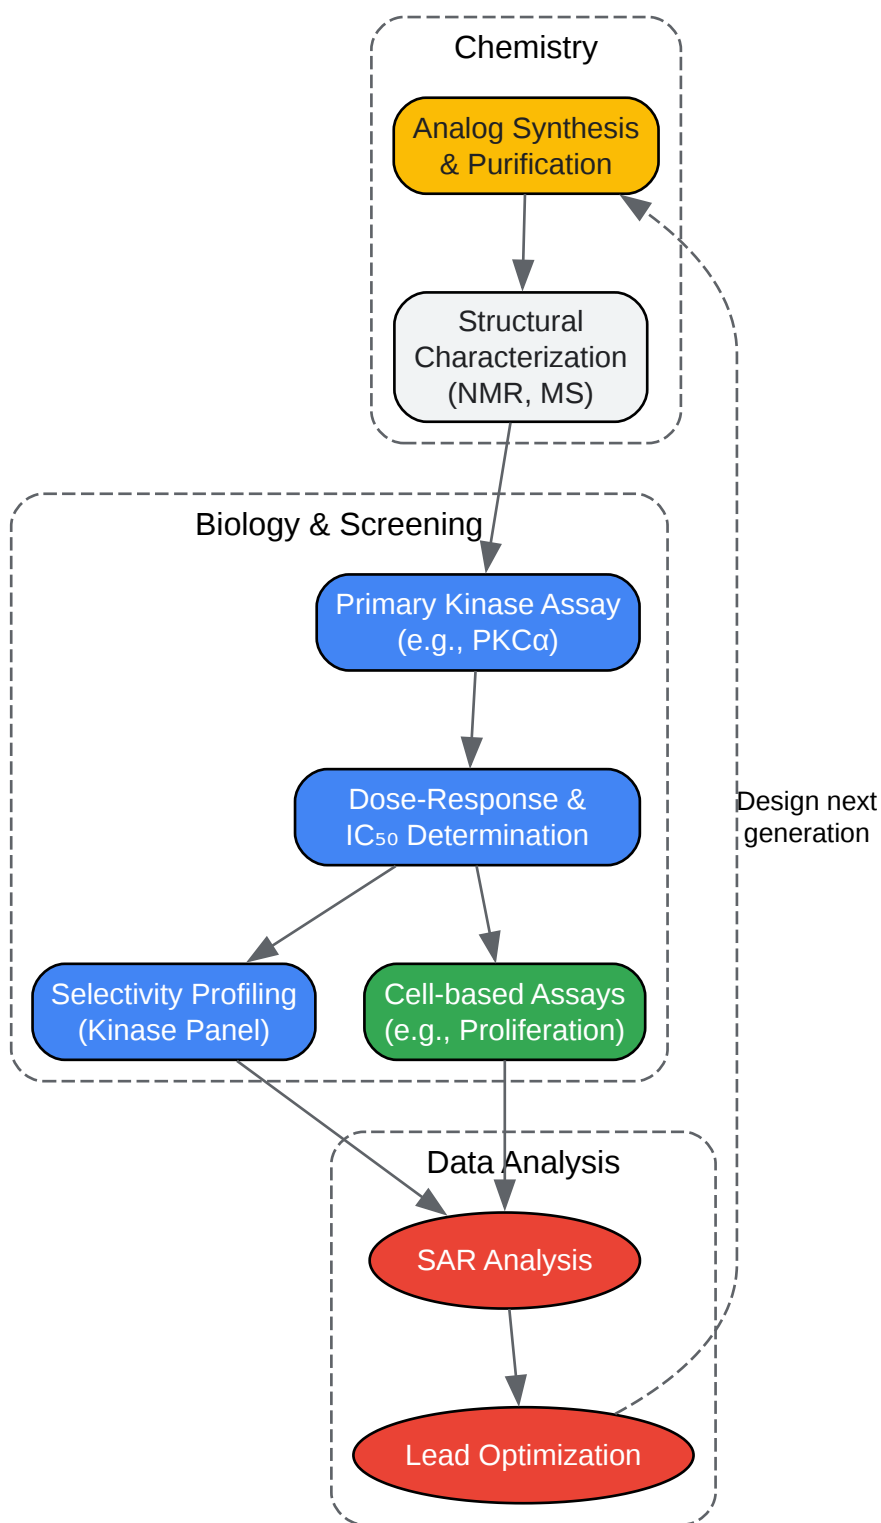 Chemistry
Analog Synthesis
& Purification
Structural
Characterization
(NMR, MS)
Biology & Screening
Primary Kinase Assay
(e.g., PKCα)
Dose-Response &
IC₅₀ Determination
Design next
generation
Selectivity Profiling
(Kinase Panel)
Cell-based Assays
(e.g., Proliferation)
Data Analysis
SAR Analysis
Lead Optimization